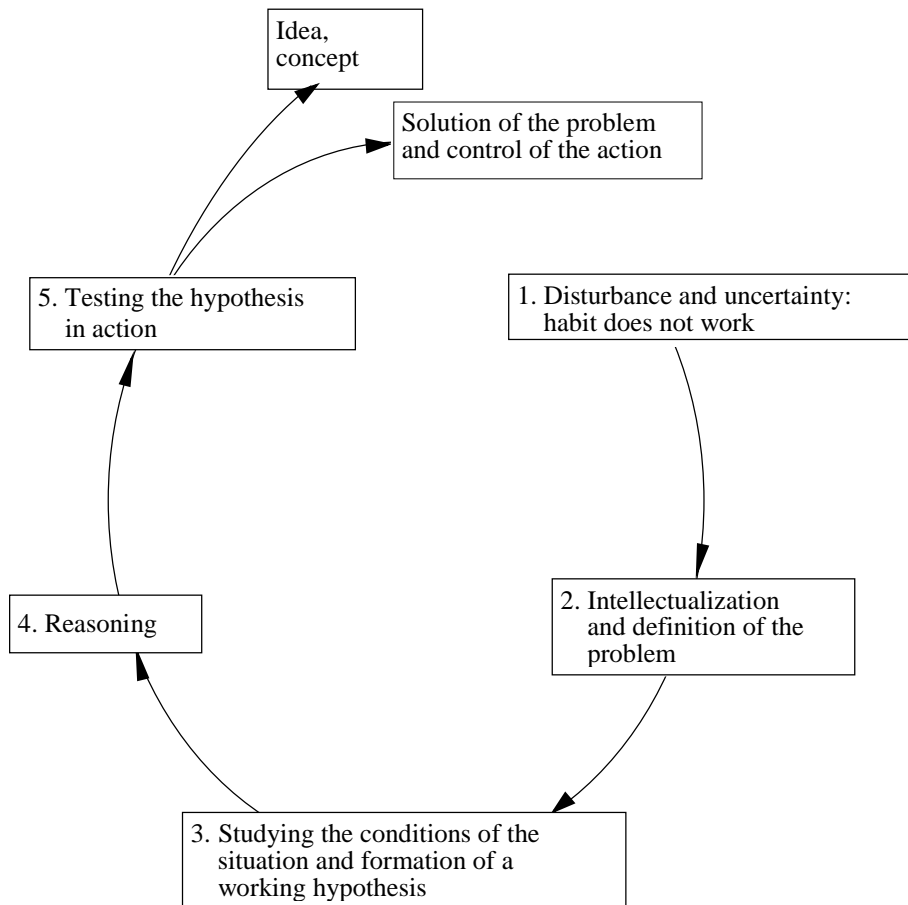 Idea,
concept
Solution of the problem
and control of the action
5. Testing the hypothesis
in action
1. Disturbance and uncertainty:
habit does not work
2. Intellectualization
and definition of the
problem
4. Reasoning
3. Studying the conditions of the
situation and formation of a
working hypothesis